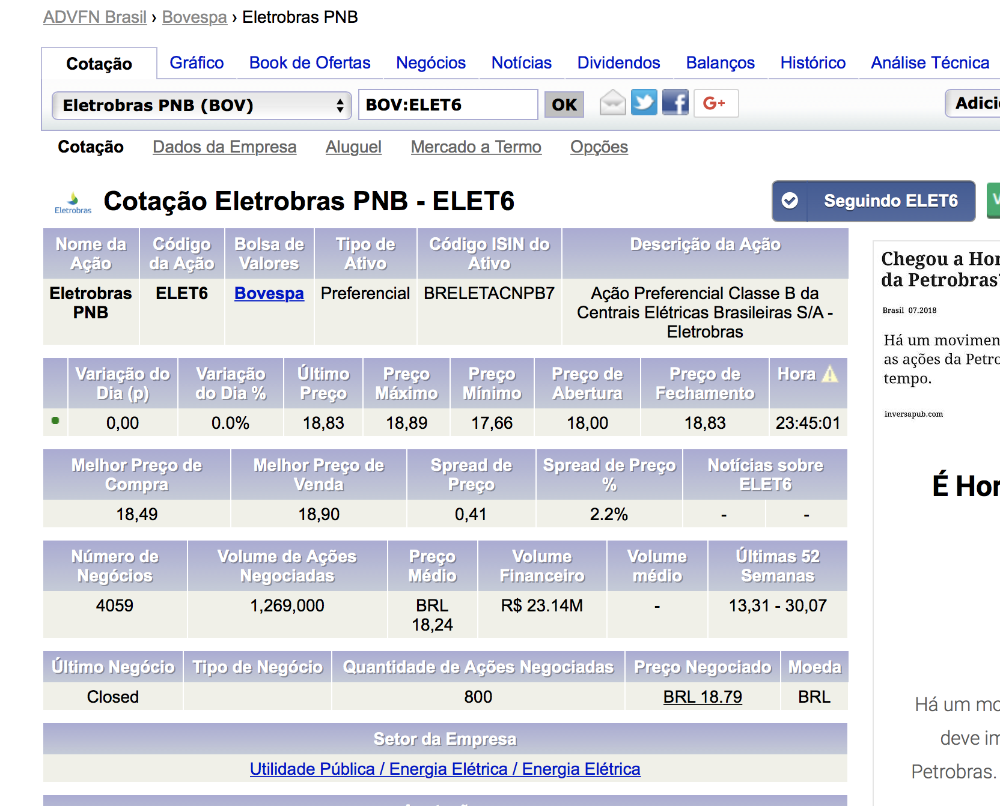 ADVFN Brasil › Bovespa › Eletrobras PNB
Cotação Gráfico Book de Ofertas Negócios Notícias Dividendos Balanços Histórico Análise Técnica
Eletrobras PNB (BOV) BOV:ELET6 OK G+ Adici
Cotação Dados da Empresa Aluguel Mercado a Termo Opções
Eletrobras
Cotação Eletrobras PNB - ELET6
Seguindo ELET6
Nome da Ação Código da Ação Bolsa de Valores Tipo de Ativo Código ISIN do Ativo Descrição da Ação
Eletrobras PNB ELET6 Bovespa Preferencial BRELETACNPB7 Ação Preferencial Classe B da Centrais Elétricas Brasileiras S/A - Eletrobras
Variação do Dia (p) Variação do Dia % Último Preço Preço Máximo Preço Mínimo Preço de Abertura Preço de Fechamento Hora
0,00 0.0% 18,83 18,89 17,66 18,00 18,83 23:45:01
Melhor Preço de Compra Melhor Preço de Venda Spread de Preço Spread de Preço % Notícias sobre ELET6
18,49 18,90 0,41 2.2% - -
Número de Negócios Volume de Ações Negociadas Preço Médio Volume Financeiro Volume médio Últimas 52 Semanas
4059 1,269,000 BRL 18,24 R$ 23.14M - 13,31 - 30,07
Último Negócio Tipo de Negócio Quantidade de Ações Negociadas Preço Negociado Moeda
Closed 800 BRL 18.79 BRL
Setor da Empresa
Utilidade Pública / Energia Elétrica / Energia Elétrica
Chegou a Hor
da Petrobras?
Brasil 07.2018
Há um movimen
as ações da Petro
tempo.
inversapub.com
É Hor
Há um mo
deve im
Petrobras.